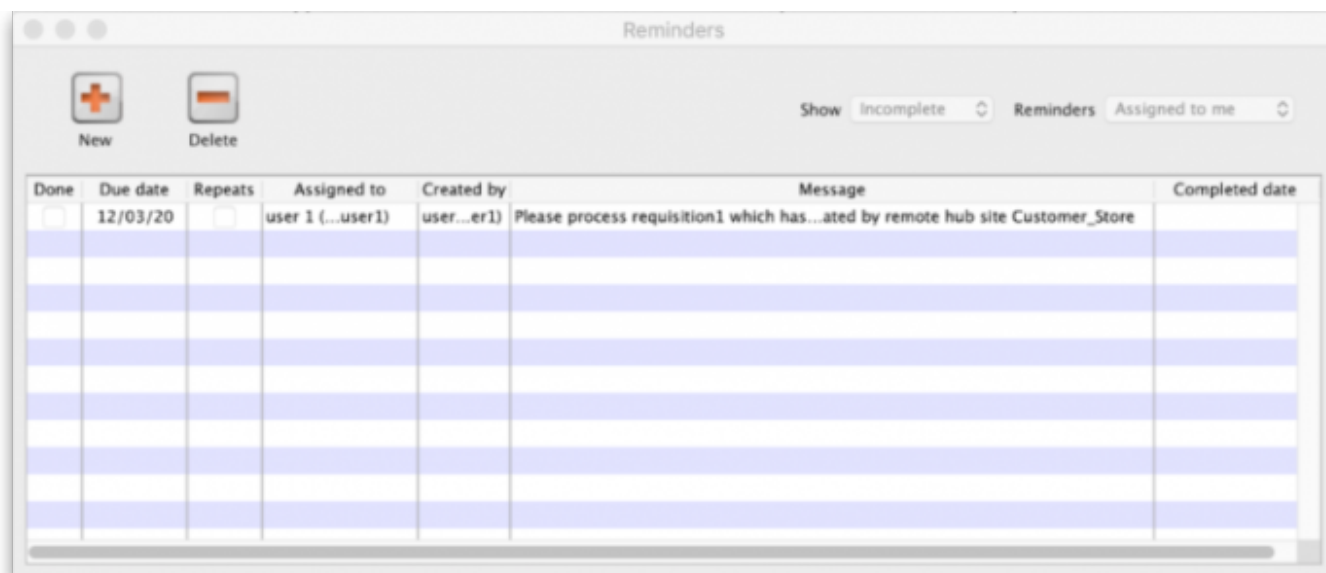 Reminders
New
Delete
Show Incomplete Reminders Assigned to me
Done Due date Repeats Assigned to Created by Message Completed date
12/03/20 user 1 (...user1) user...er1) Please process requisition1 which has...ated by remote hub site Customer_Store